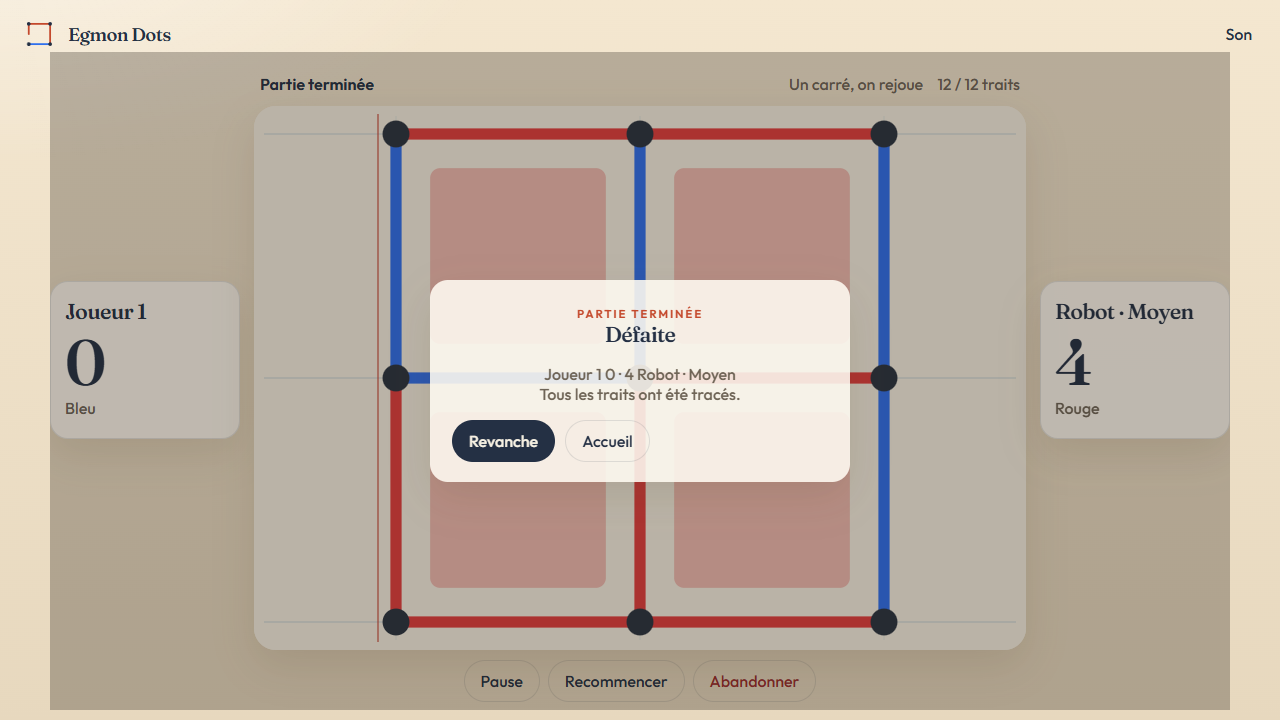 Egmon Dots
Son
Partie terminée
Un carré, on rejoue 12 / 12 traits
Joueur 1
0
Bleu
Robot · Moyen
4
Rouge
PARTIE TERMINÉE
Défaite
Joueur 1 0 · 4 Robot · Moyen
Tous les traits ont été tracés.
Revanche Accueil
Pause Recommencer Abandonner